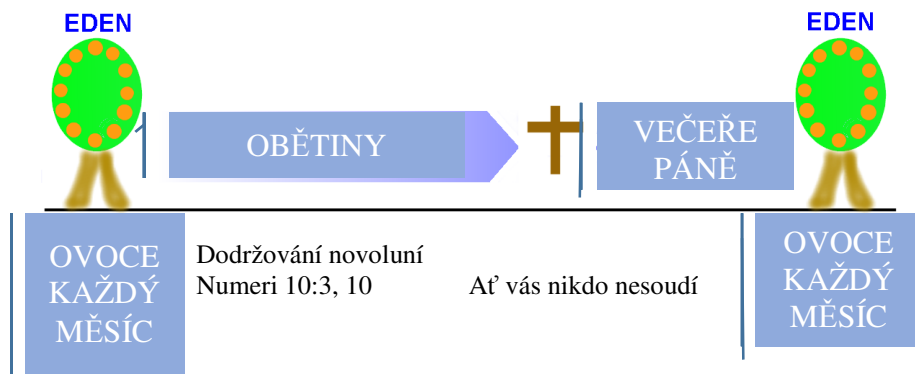 EDEN
EDEN
OBĚTINY
VEČEŘE
PÁNĚ
OVOCE
KAŽDÝ
MĚSÍC
Dodržování novoluní
Numeri 10:3, 10
Ať vás nikdo nesoudí
OVOCE
KAŽDÝ
MĚSÍC